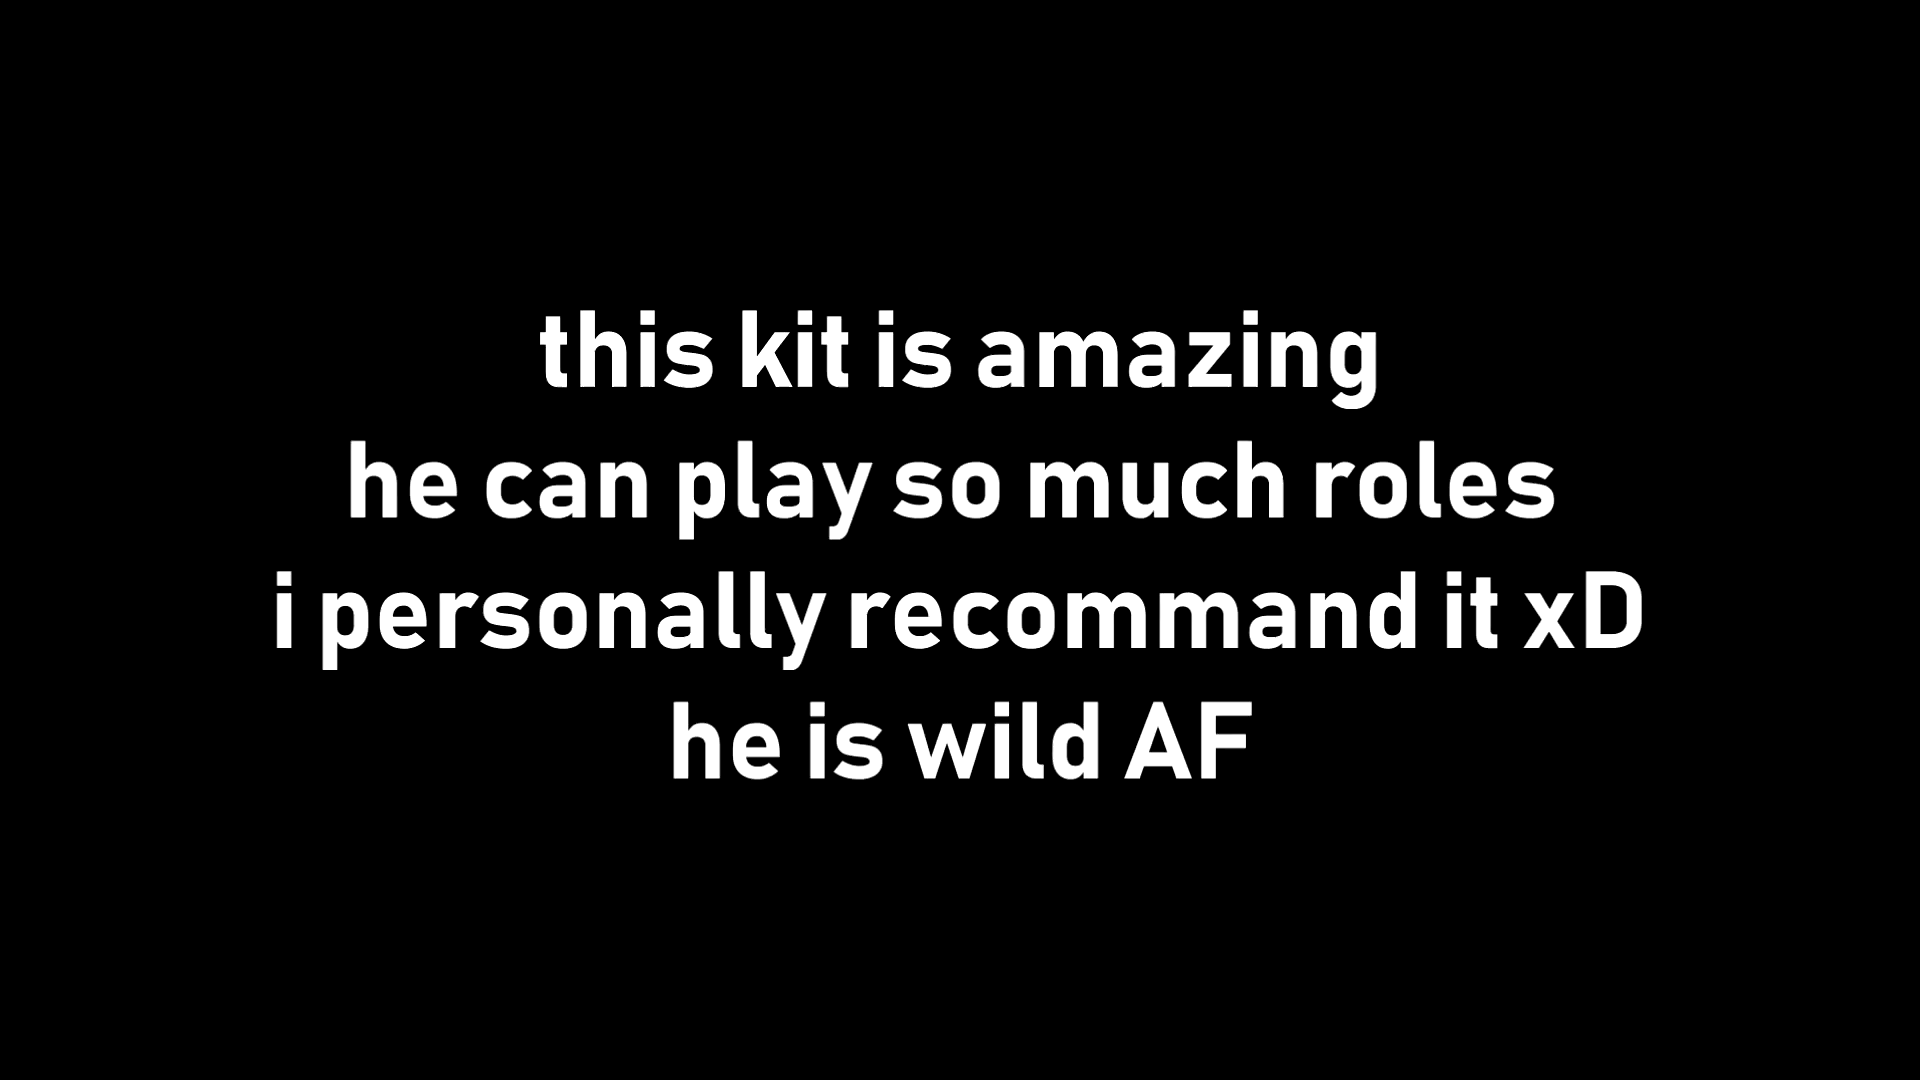 this kit is amazing
he can play so much roles
i personally recommand it xD
he is wild AF